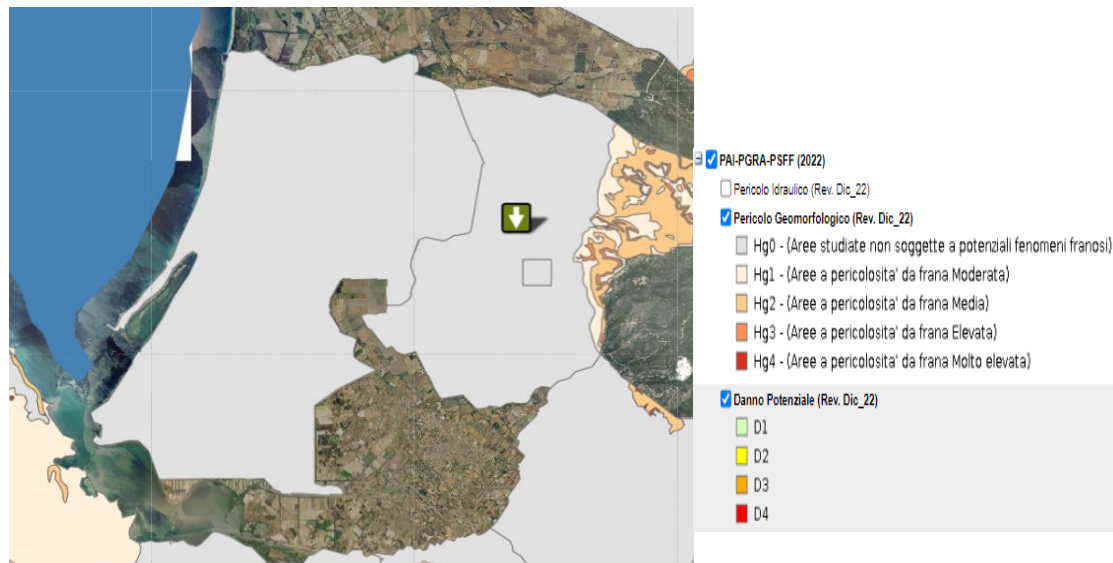 PAI-PGRA-PSFF (2022)
Pericolo Idraulico (Rev. Dic_22)
Pericolo Geomorfologico (Rev. Dic_22)
Hg0 - (Aree studiate non soggette a potenziali fenomeni franosi)
Hg1 - (Aree a pericolosita' da frana Moderata)
Hg2 - (Aree a pericolosita' da frana Media)
Hg3 - (Aree a pericolosita' da frana Elevata)
Hg4 - (Aree a pericolosita' da frana Molto elevata)
Danno Potenziale (Rev. Dic_22)
D1
D2
D3
D4